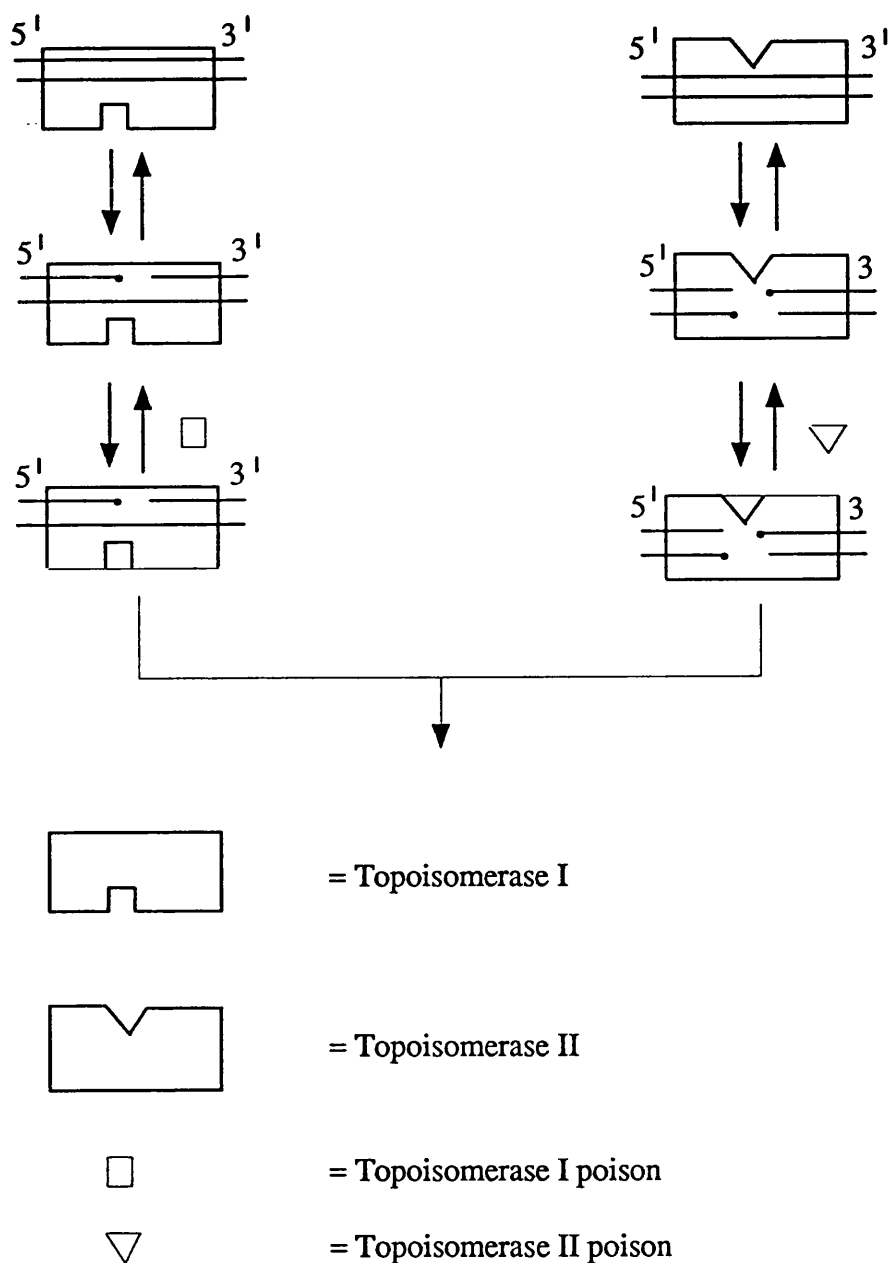 5' 3' 5' 3'
5' 3' 5' 3
5' 3' 5' 3
= Topoisomerase I
= Topoisomerase II
= Topoisomerase I poison
= Topoisomerase II poison